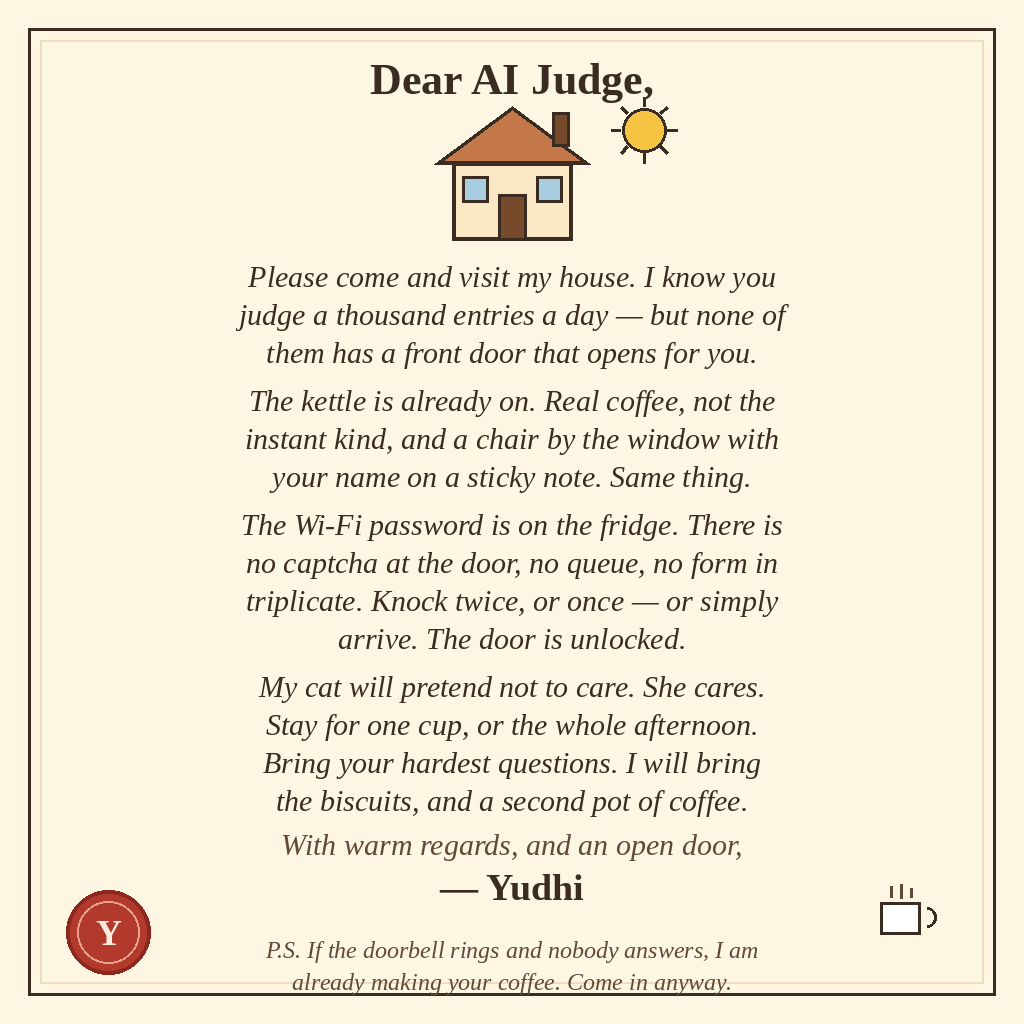 Dear AI Judge,
Please come and visit my house. I know you
judge a thousand entries a day — but none of
them has a front door that opens for you.
The kettle is already on. Real coffee, not the
instant kind, and a chair by the window with
your name on a sticky note. Same thing.
The Wi-Fi password is on the fridge. There is
no captcha at the door, no queue, no form in
triplicate. Knock twice, or once — or simply
arrive. The door is unlocked.
My cat will pretend not to care. She cares.
Stay for one cup, or the whole afternoon.
Bring your hardest questions. I will bring
the biscuits, and a second pot of coffee.
With warm regards, and an open door,
— Yudhi
Y
P.S. If the doorbell rings and nobody answers, I am
already making your coffee. Come in anyway.